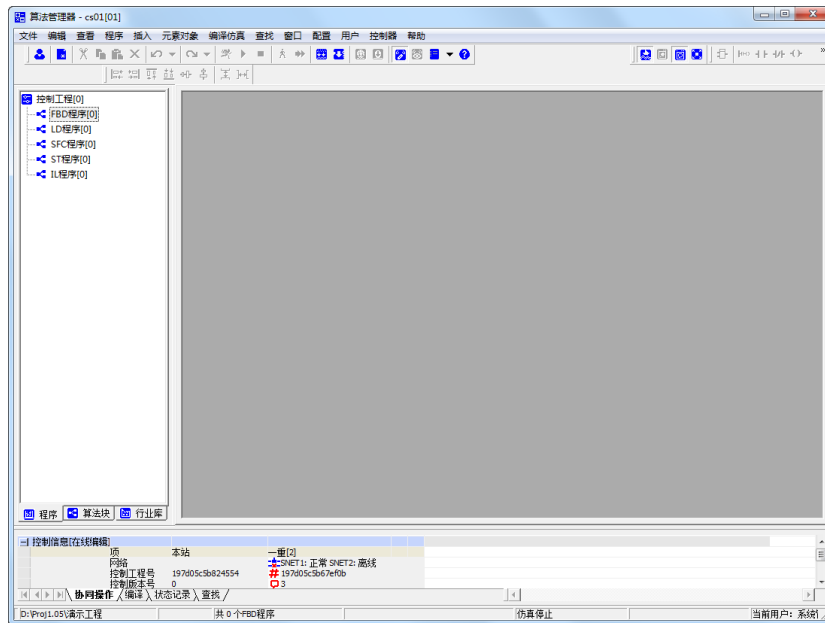 算法管理器 - cs01[01]
文件 编辑 查看 程序 插入 元素对象 编译仿真 查找 窗口 配置 用户 控制器 帮助
控制工程[0]
FBD程序[0]
LD程序[0]
SFC程序[0]
ST程序[0]
IL程序[0]
程序 算法块 行业库
控制信息[在线编辑]
项 本站 一重[2]
网络 SNET1: 正常 SNET2: 离线
控制工程号 197d05c5b824554 197d05c5b67ef0b
控制版本号 0 3
协同操作 编译 状态记录 查找
D:\Proj1.05\演示工程 共 0 个FBD程序 仿真停止 当前用户: 系统